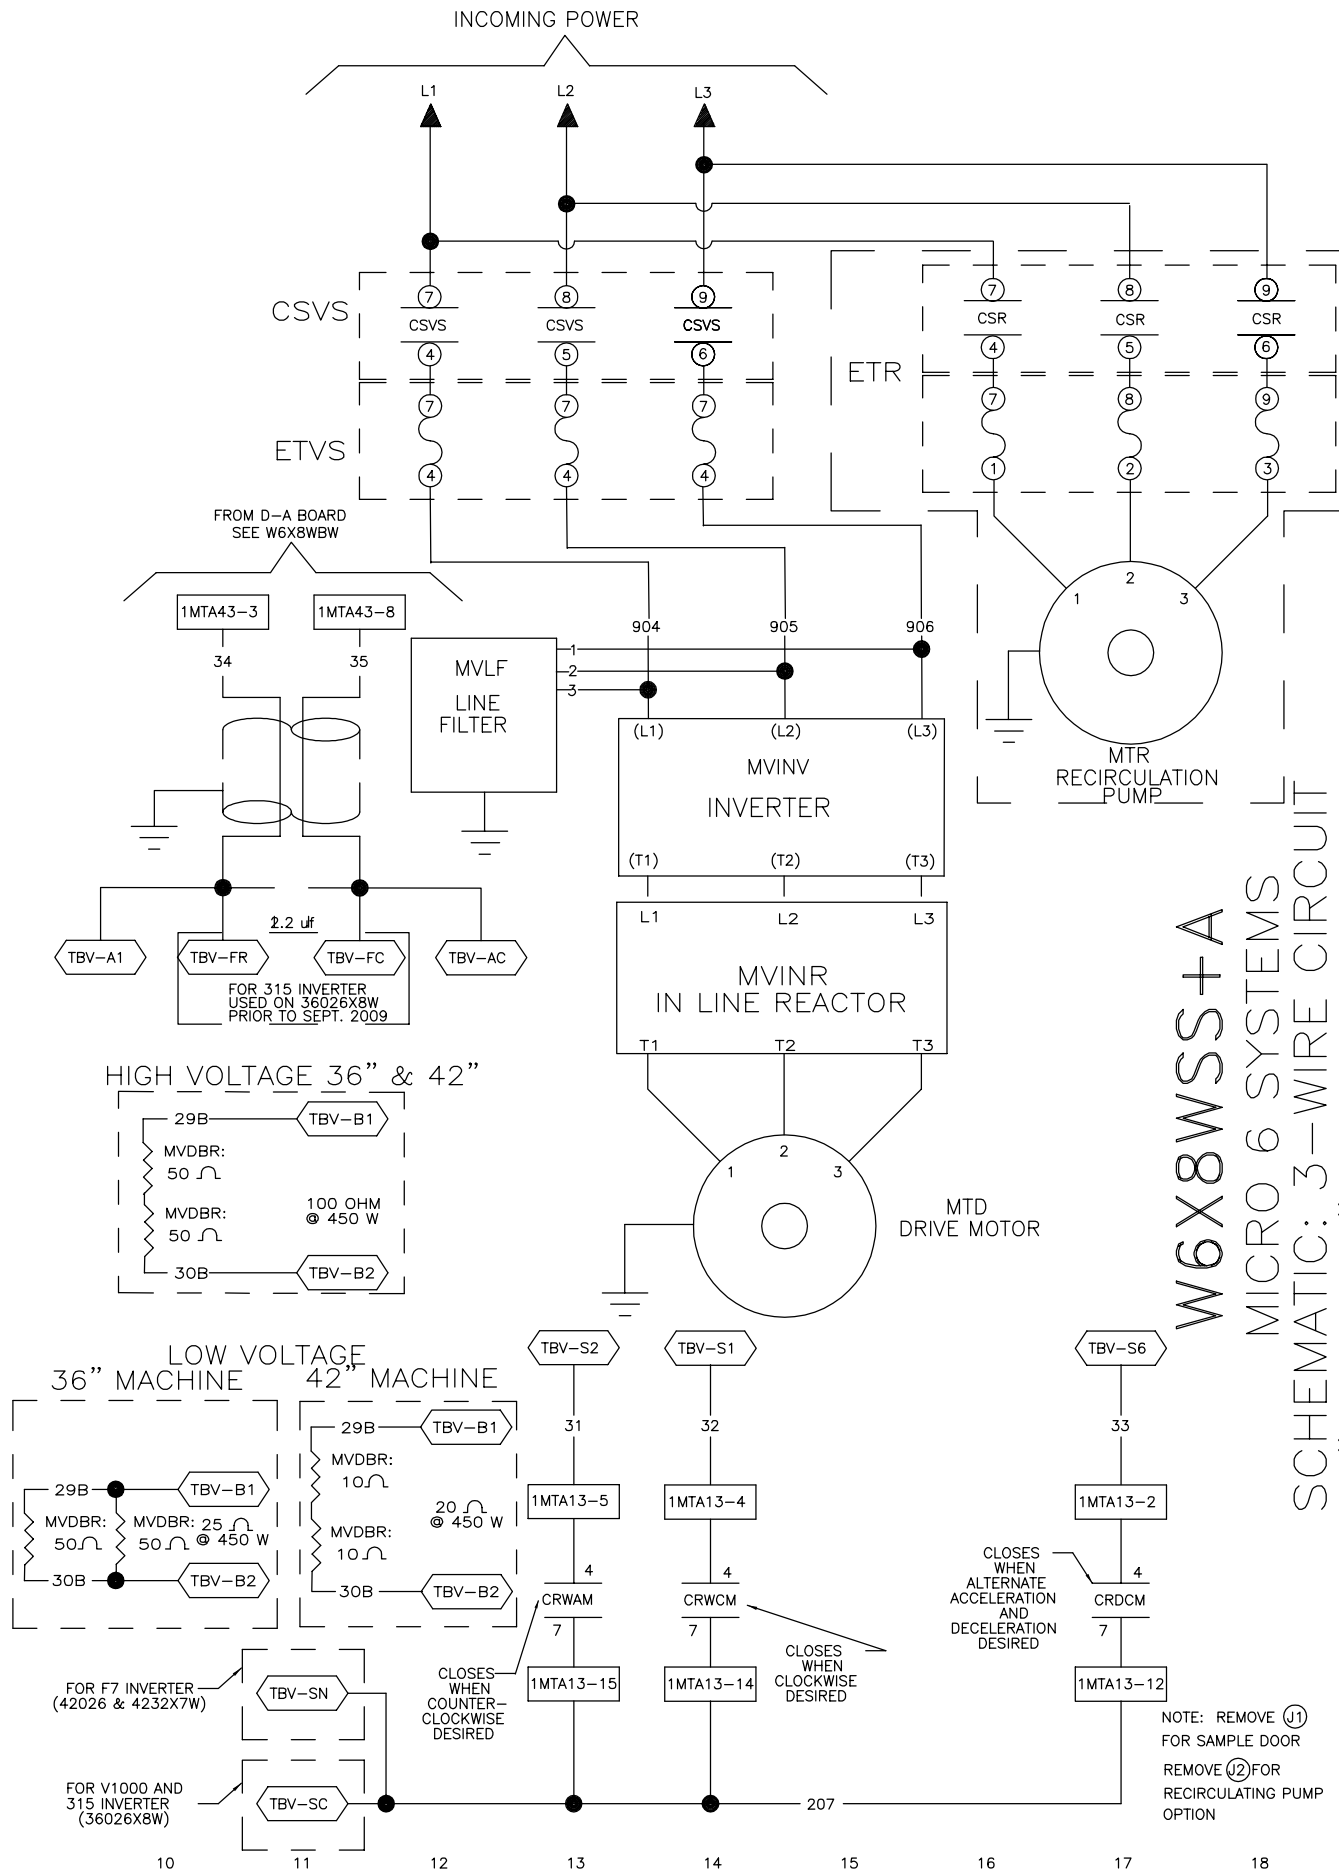 INCOMING POWER
L1
L2
L3
CSVS
7
8
9
CSVS
CSVS
CSVS
4
5
6
ETVS
7
7
7
4
4
4
ETR
7
8
9
CSR
CSR
CSR
4
5
6
7
8
9
1
2
3
FROM D-A BOARD
SEE W6X8WBW
1MTA43-3
1MTA43-8
34
35
MVLF
LINE
FILTER
1
2
3
904
905
906
(L1)
(L2)
(L3)
MVINV
INVERTER
(T1)
(T2)
(T3)
L1
L2
L3
MVINR
IN LINE REACTOR
T1
T2
T3
1
2
3
MTR
RECIRCULATION
PUMP
2.2 uf
TBV-A1
TBV-FR
TBV-FC
TBV-AC
FOR 315 INVERTER
USED ON 36026X8W
PRIOR TO SEPT. 2009
HIGH VOLTAGE 36" & 42"
29B
TBV-B1
MVDBR:
50 Ω
MVDBR:
50 Ω
100 OHM
@ 450 W
30B
TBV-B2
1
2
3
MTD
DRIVE MOTOR
W6X8WSS+A
MICRO 6 SYSTEMS
SCHEMATIC: 3-WIRE CIRCUIT
LOW VOLTAGE
36" MACHINE
42" MACHINE
29B
TBV-B1
MVDBR:
50Ω
MVDBR:
50Ω
25 Ω
@ 450 W
30B
TBV-B2
29B
TBV-B1
MVDBR:
10Ω
MVDBR:
10Ω
20 Ω
@ 450 W
30B
TBV-B2
TBV-S2
TBV-S1
TBV-S6
31
32
33
1MTA13-5
1MTA13-4
1MTA13-2
4
CRWAM
7
4
CRWCM
7
4
CRDCM
7
CLOSES
WHEN
ALTERNATE
ACCELERATION
AND
DECELERATION
DESIRED
CLOSES
WHEN
COUNTER-
CLOCKWISE
DESIRED
CLOSES
WHEN
CLOCKWISE
DESIRED
1MTA13-15
1MTA13-14
1MTA13-12
FOR F7 INVERTER
(42026 & 4232X7W)
TBV-SN
FOR V1000 AND
315 INVERTER
(36026X8W)
TBV-SC
207
NOTE: REMOVE J1
FOR SAMPLE DOOR
REMOVE J2 FOR
RECIRCULATING PUMP
OPTION
10
11
12
13
14
15
16
17
18